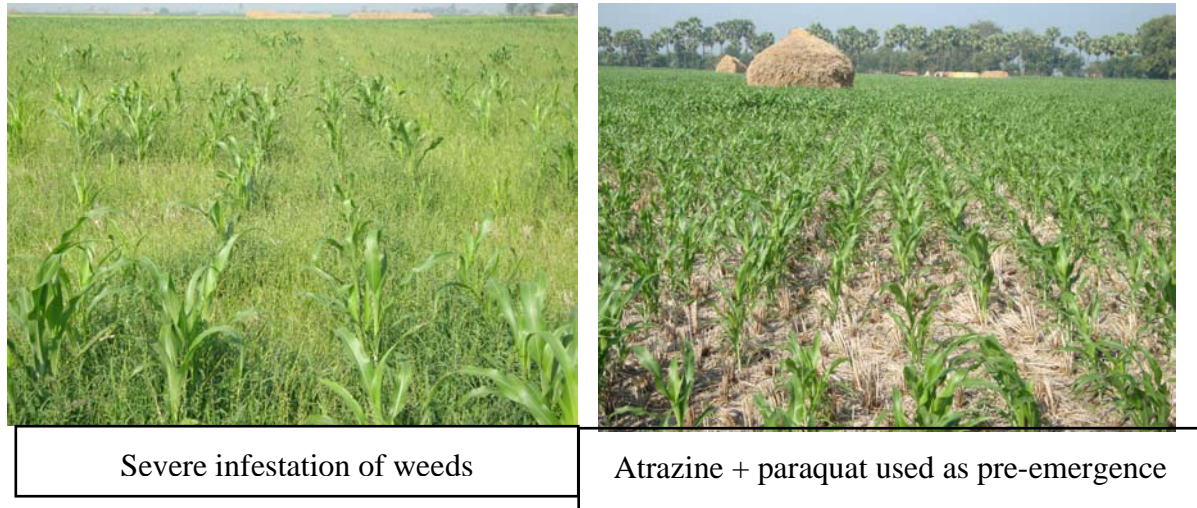 Severe infestation of weeds
Atrazine + paraquat used as pre-emergence